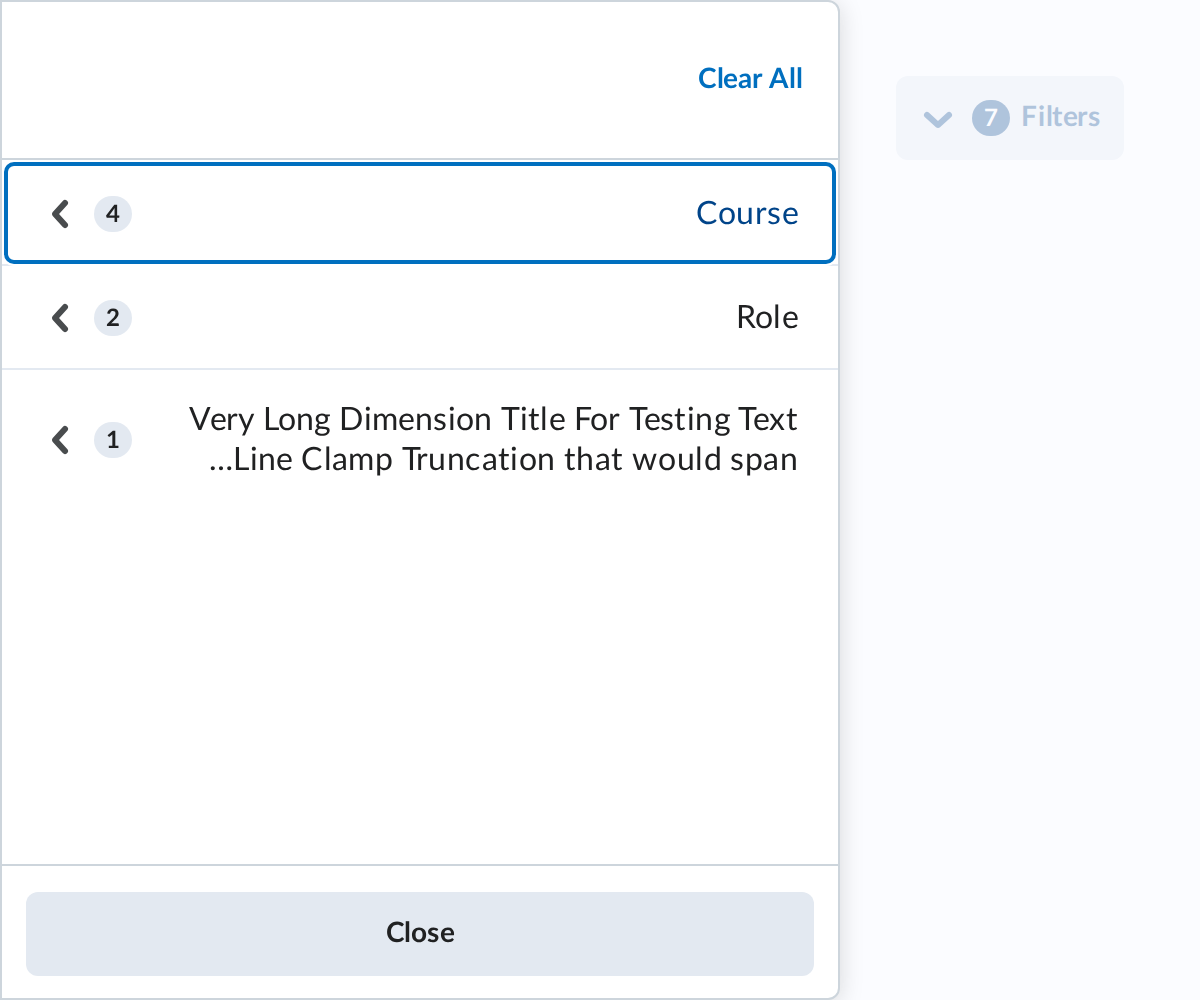 Clear All
7 Filters
4 Course
2 Role
1 Very Long Dimension Title For Testing Text
...Line Clamp Truncation that would span
Close